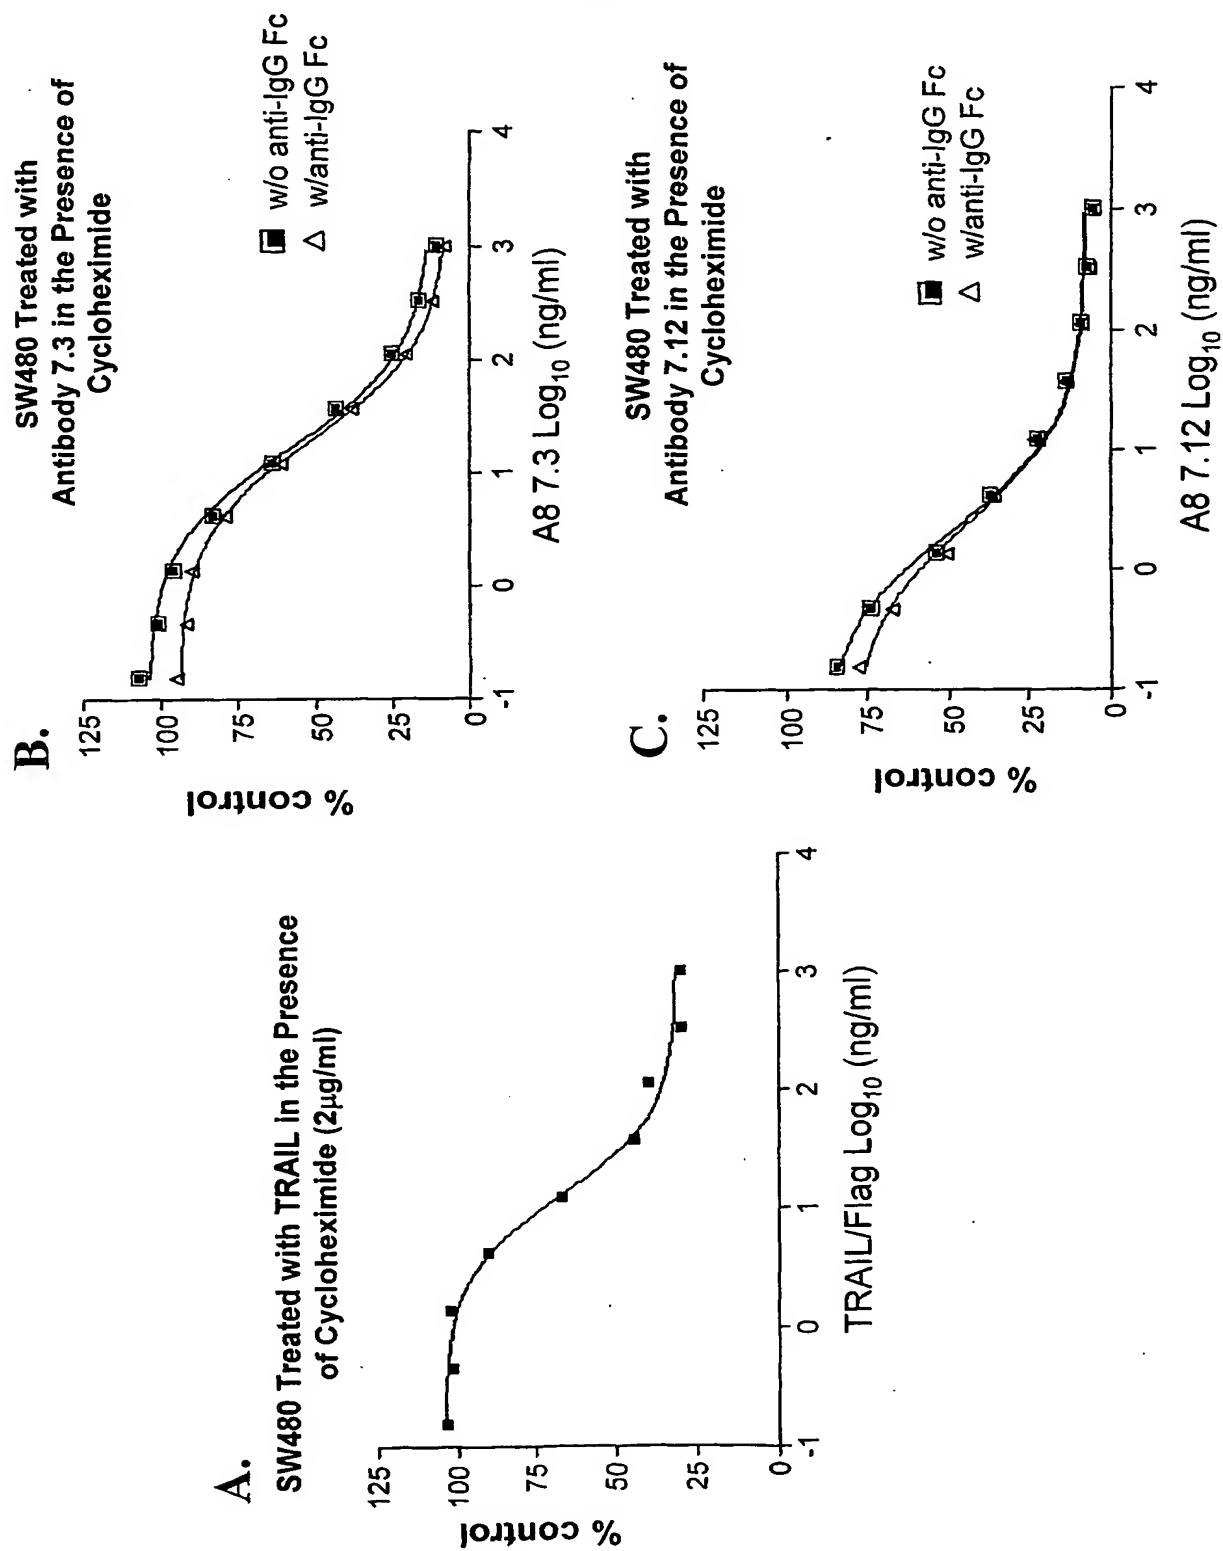 A.
SW480 Treated with TRAIL in the Presence
of Cycloheximide (2µg/ml)
% control
125
100
75
50
25
0
-1
0
1
2
3
4
TRAIL/Flag Log10 (ng/ml)
B.
SW480 Treated with
Antibody 7.3 in the Presence of
Cycloheximide
w/o anti-IgG Fc
w/anti-IgG Fc
% control
125
100
75
50
25
0
-1
0
1
2
3
4
A8 7.3 Log10 (ng/ml)
C.
SW480 Treated with
Antibody 7.12 in the Presence of
Cycloheximide
w/o anti-IgG Fc
w/anti-IgG Fc
% control
125
100
75
50
25
0
-1
0
1
2
3
4
A8 7.12 Log10 (ng/ml)